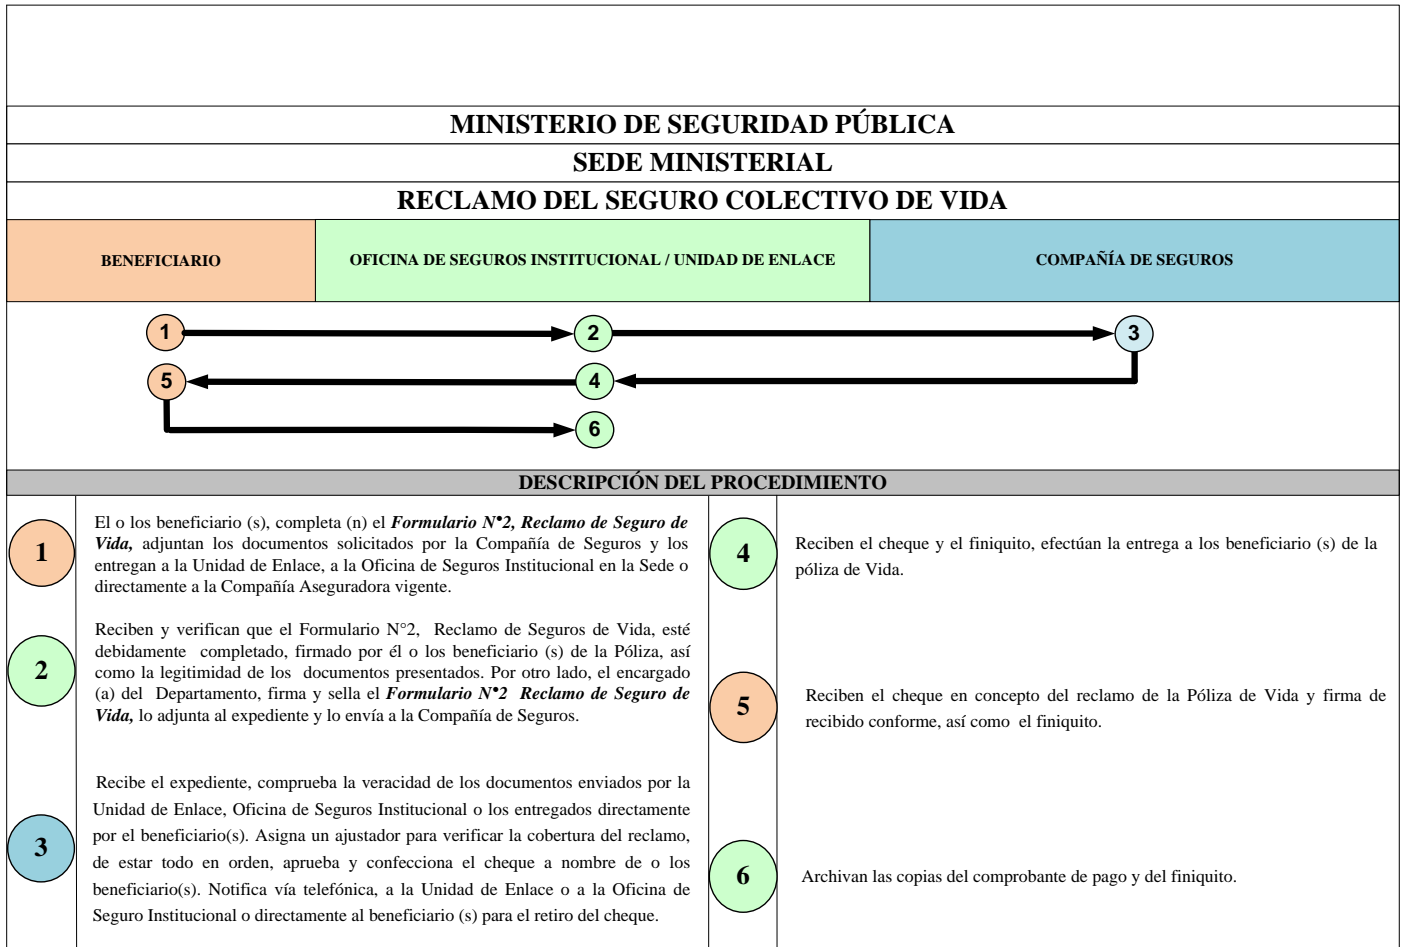 MINISTERIO DE SEGURIDAD PÚBLICA
SEDE MINISTERIAL
RECLAMO DEL SEGURO COLECTIVO DE VIDA
BENEFICIARIO
OFICINA DE SEGUROS INSTITUCIONAL / UNIDAD DE ENLACE
COMPAÑÍA DE SEGUROS
1
2
3
5
4
6
DESCRIPCIÓN DEL PROCEDIMIENTO
1
El o los beneficiario (s), completa (n) el Formulario N°2, Reclamo de Seguro de
Vida, adjuntan los documentos solicitados por la Compañía de Seguros y los
entregan a la Unidad de Enlace, a la Oficina de Seguros Institucional en la Sede o
directamente a la Compañía Aseguradora vigente.
2
Reciben y verifican que el Formulario N°2, Reclamo de Seguros de Vida, esté
debidamente completado, firmado por él o los beneficiario (s) de la Póliza, así
como la legitimidad de los documentos presentados. Por otro lado, el encargado
(a) del Departamento, firma y sella el Formulario N°2 Reclamo de Seguro de
Vida, lo adjunta al expediente y lo envía a la Compañía de Seguros.
3
Recibe el expediente, comprueba la veracidad de los documentos enviados por la
Unidad de Enlace, Oficina de Seguros Institucional o los entregados directamente
por el beneficiario(s). Asigna un ajustador para verificar la cobertura del reclamo,
de estar todo en orden, aprueba y confecciona el cheque a nombre de o los
beneficiario(s). Notifica vía telefónica, a la Unidad de Enlace o a la Oficina de
Seguro Institucional o directamente al beneficiario (s) para el retiro del cheque.
4
Reciben el cheque y el finiquito, efectúan la entrega a los beneficiario (s) de la
póliza de Vida.
5
Reciben el cheque en concepto del reclamo de la Póliza de Vida y firma de
recibido conforme, así como el finiquito.
6
Archivan las copias del comprobante de pago y del finiquito.